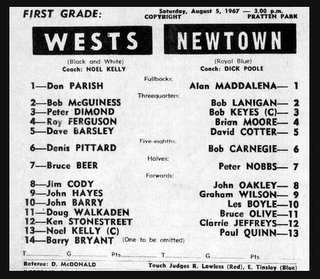 FIRST GRADE: Saturday, August 5, 1967 — 3.00 p.m.
COPYRIGHT PRATTEN PARK
WESTS NEWTOWN
(Black and White) (Royal Blue)
Coach: NOEL KELLY Coach: DICK POOLE
Fullbacks:
1—Don PARISH Alan MADDALENA— 1
Threequarters:
2—Bob McGUINESS Bob LANIGAN— 2
3—Peter DIMOND Bob KEYES (C)— 3
4—Ray FERGUSON Brian MOORE— 4
5—Dave BARSLEY David COTTER— 5
Five-eighths:
6—Denis PITTARD Bob CARNEGIE— 6
Halves:
7—Bruce BEER Peter NOBBS— 7
Forwards:
8—Jim CODY John OAKLEY— 8
9—John HAYES Graham WILSON— 9
10—John BARRY Les BOYLE—10
11—Doug WALKADEN Bruce OLIVE—11
12—Ken STONESTREET Clarrie JEFFREYS—12
13—Noel KELLY (C) Paul QUINN—13
14—Barry BRYANT (One to be omitted)
T. G. Pts. T. G. Pts.
Referee: D. McDONALD Touch Judges R. Lawless (Red), E. Tinsley (Blue)